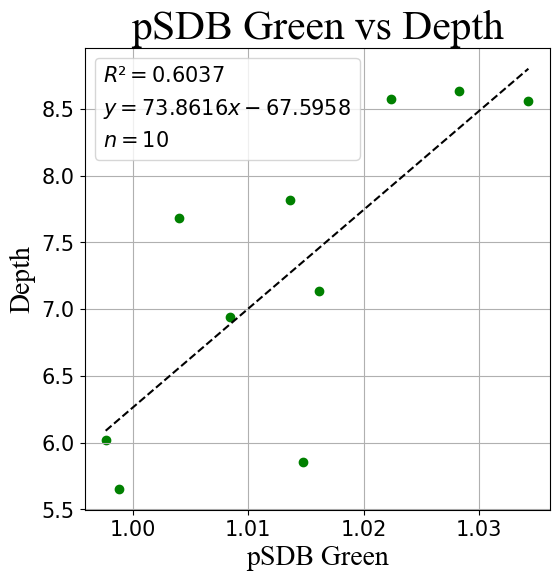 pSDB Green vs Depth
R² = 0.6037
y = 73.8616x − 67.5958
n = 10
Depth
8.5
8.0
7.5
7.0
6.5
6.0
5.5
1.00 1.01 1.02 1.03
pSDB Green